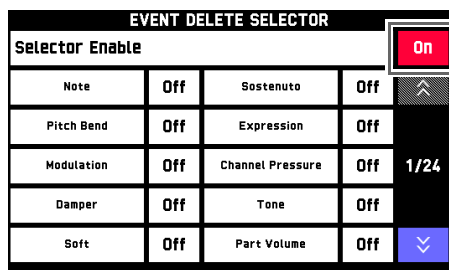 EVENT DELETE SELECTOR
Selector Enable On
Note Off Sostenuto Off
Pitch Bend Off Expression Off
Modulation Off Channel Pressure Off 1/24
Damper Off Tone Off
Soft Off Part Volume Off